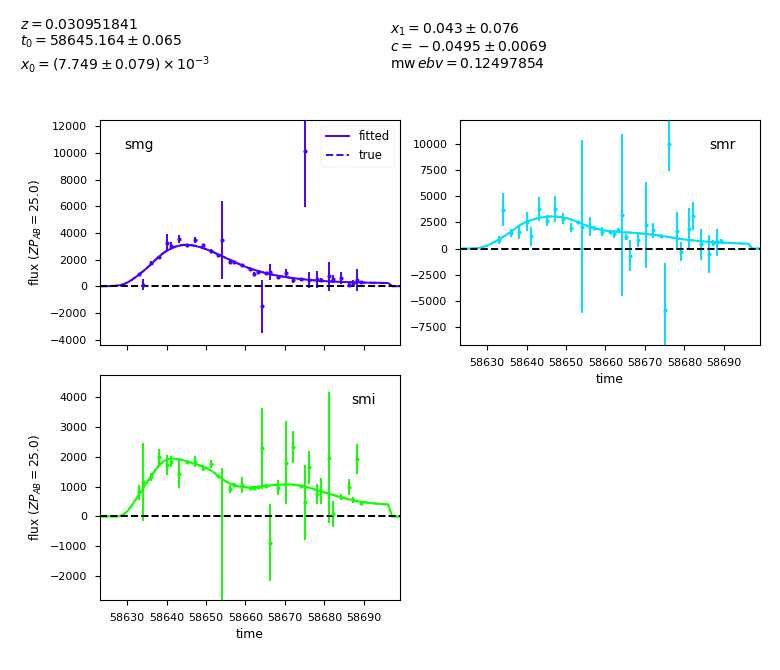 z = 0.030951841
t₀ = 58645.164 ± 0.065
x₀ = (7.749 ± 0.079) × 10⁻³
x₁ = 0.043 ± 0.076
c = −0.0495 ± 0.0069
mw ebv = 0.12497854
smg
fitted
true
12000
10000
8000
6000
4000
2000
0
−2000
−4000
flux (ZP_AB = 25.0)
smr
10000
7500
5000
2500
0
−2500
−5000
−7500
58630 58640 58650 58660 58670 58680 58690
time
smi
4000
3000
2000
1000
0
−1000
−2000
flux (ZP_AB = 25.0)
58630 58640 58650 58660 58670 58680 58690
time